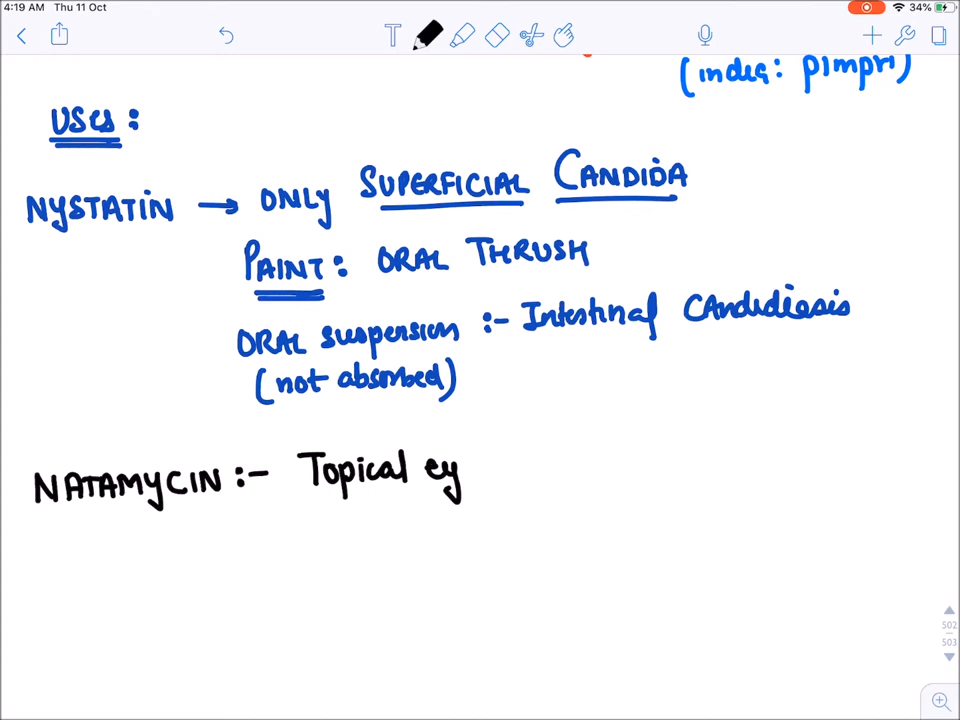 4:19 AM Thu 11 Oct
34%
T
(index: pimpri)
USES:
NYSTATIN → ONLY SUPERFICIAL CANDIDA
PAINT: ORAL THRUSH
ORAL suspension :- Intestinal CANdidiasis
(not absorbed)
NATAMYCIN :- Topical ey
502
503